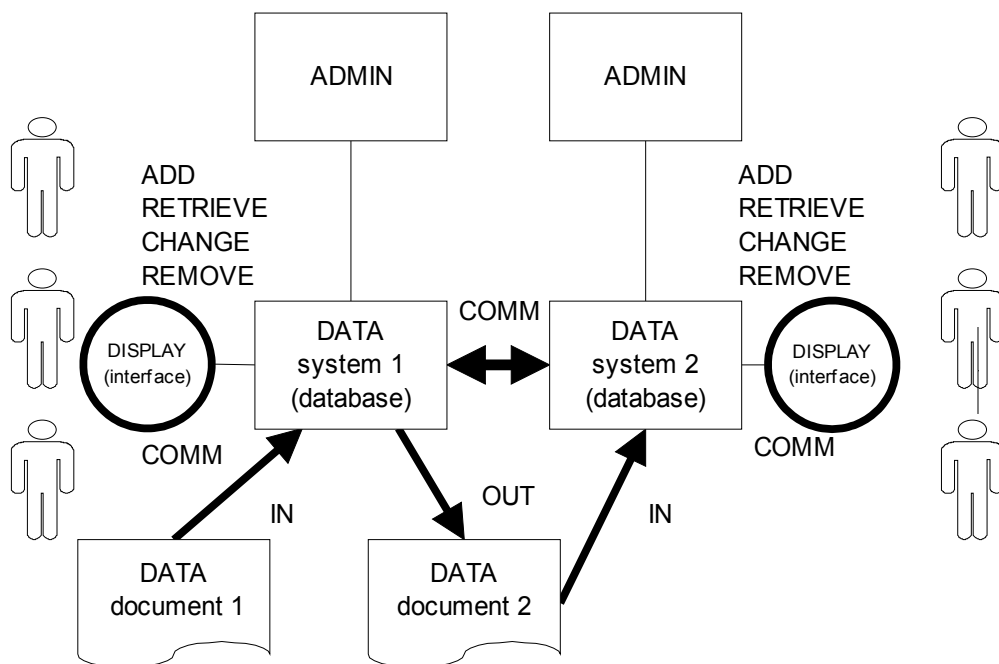 ADMIN
ADMIN
ADD
RETRIEVE
CHANGE
REMOVE
ADD
RETRIEVE
CHANGE
REMOVE
DISPLAY
(interface)
DATA
system 1
(database)
COMM
DATA
system 2
(database)
DISPLAY
(interface)
COMM
COMM
IN
OUT
IN
DATA
document 1
DATA
document 2